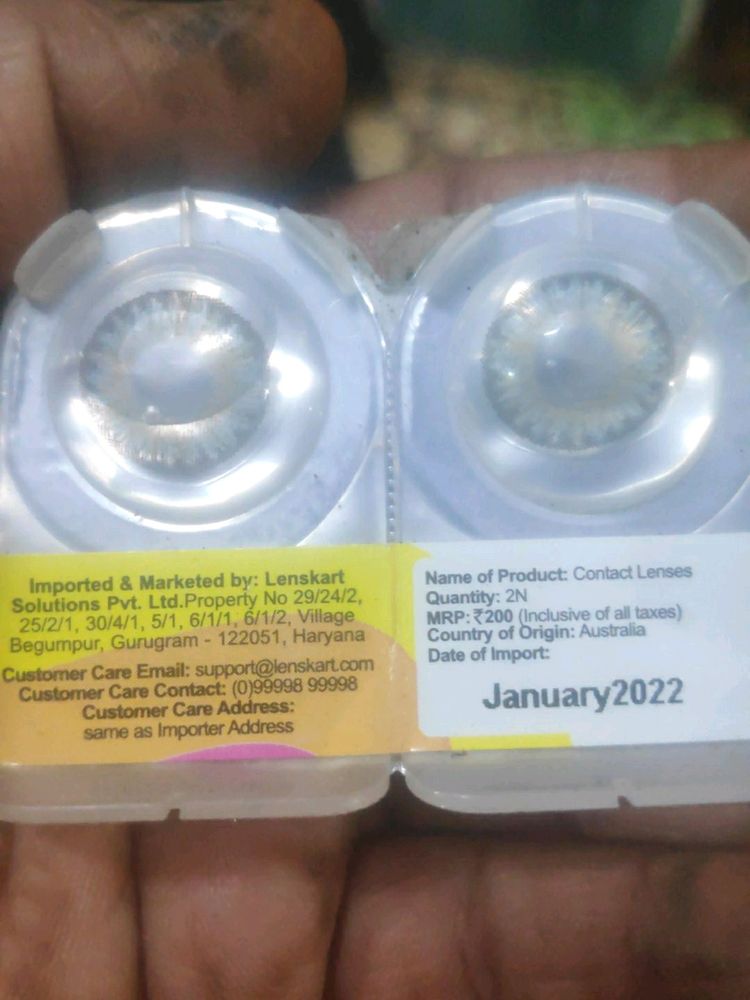 Imported & Marketed by: Lenskart
Solutions Pvt. Ltd.Property No 29/24/2,
25/2/1, 30/4/1, 5/1, 6/1/1, 6/1/2, Village
Begumpur, Gurugram - 122051, Haryana
Customer Care Email: support@lenskart.com
Customer Care Contact: (0)99998 99998
Customer Care Address:
same as Importer Address
Name of Product: Contact Lenses
Quantity: 2N
MRP: ₹200 (Inclusive of all taxes)
Country of Origin: Australia
Date of Import:
January2022